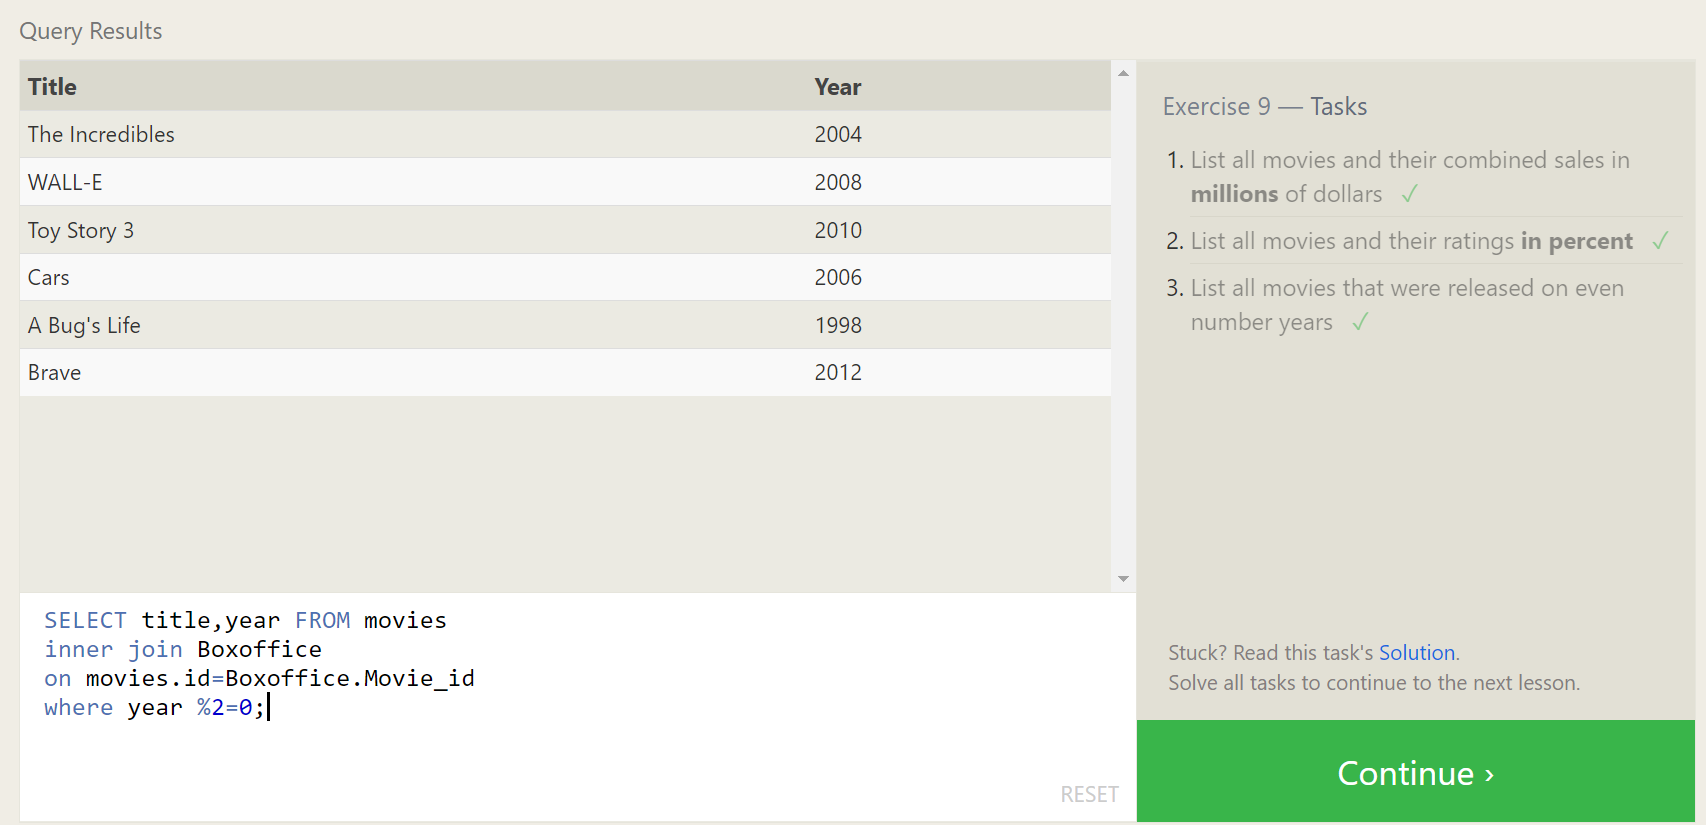 Query Results
Title Year
The Incredibles 2004
WALL-E 2008
Toy Story 3 2010
Cars 2006
A Bug's Life 1998
Brave 2012
SELECT title,year FROM movies
inner join Boxoffice
on movies.id=Boxoffice.Movie_id
where year %2=0;
RESET
Exercise 9 — Tasks
1. List all movies and their combined sales in
millions of dollars ✓
2. List all movies and their ratings in percent ✓
3. List all movies that were released on even
number years ✓
Stuck? Read this task's Solution.
Solve all tasks to continue to the next lesson.
Continue ›